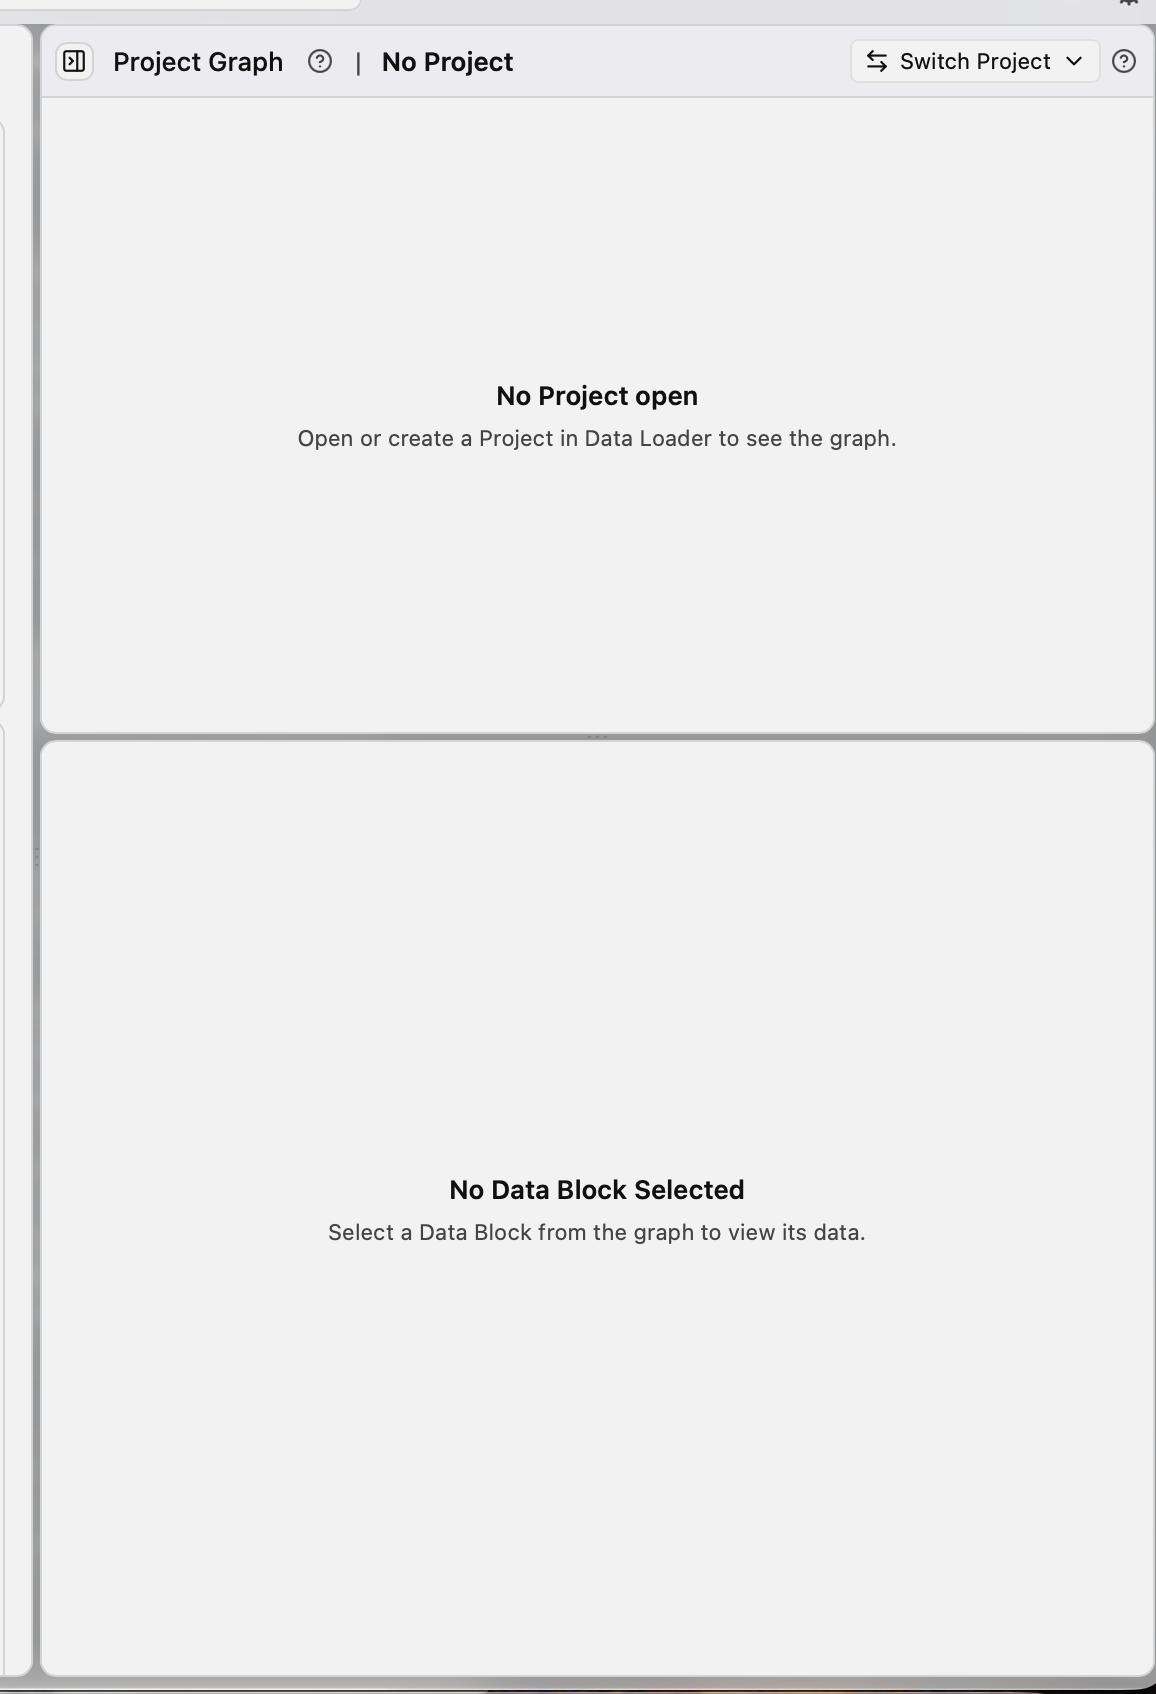 Project Graph | No Project Switch Project
No Project open
Open or create a Project in Data Loader to see the graph.
No Data Block Selected
Select a Data Block from the graph to view its data.